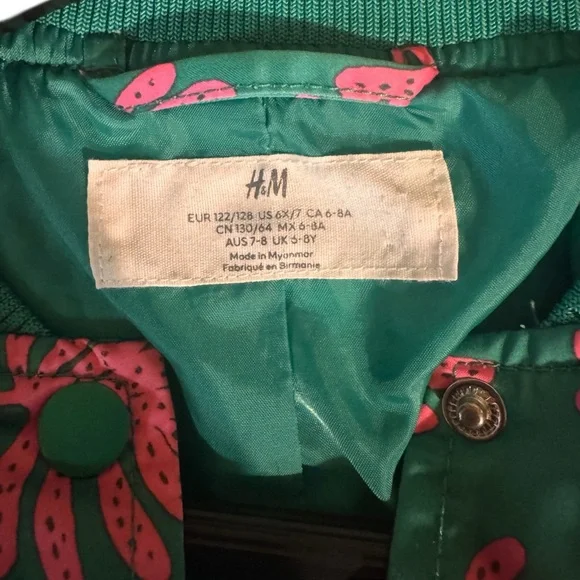 H&M
EUR 122/128 US 6X/7 CA 6-8A
CN 130/64 MX 6-8A
AUS 7-8 UK 6-8Y
Made in Myanmar
Fabriqué en Birmanie